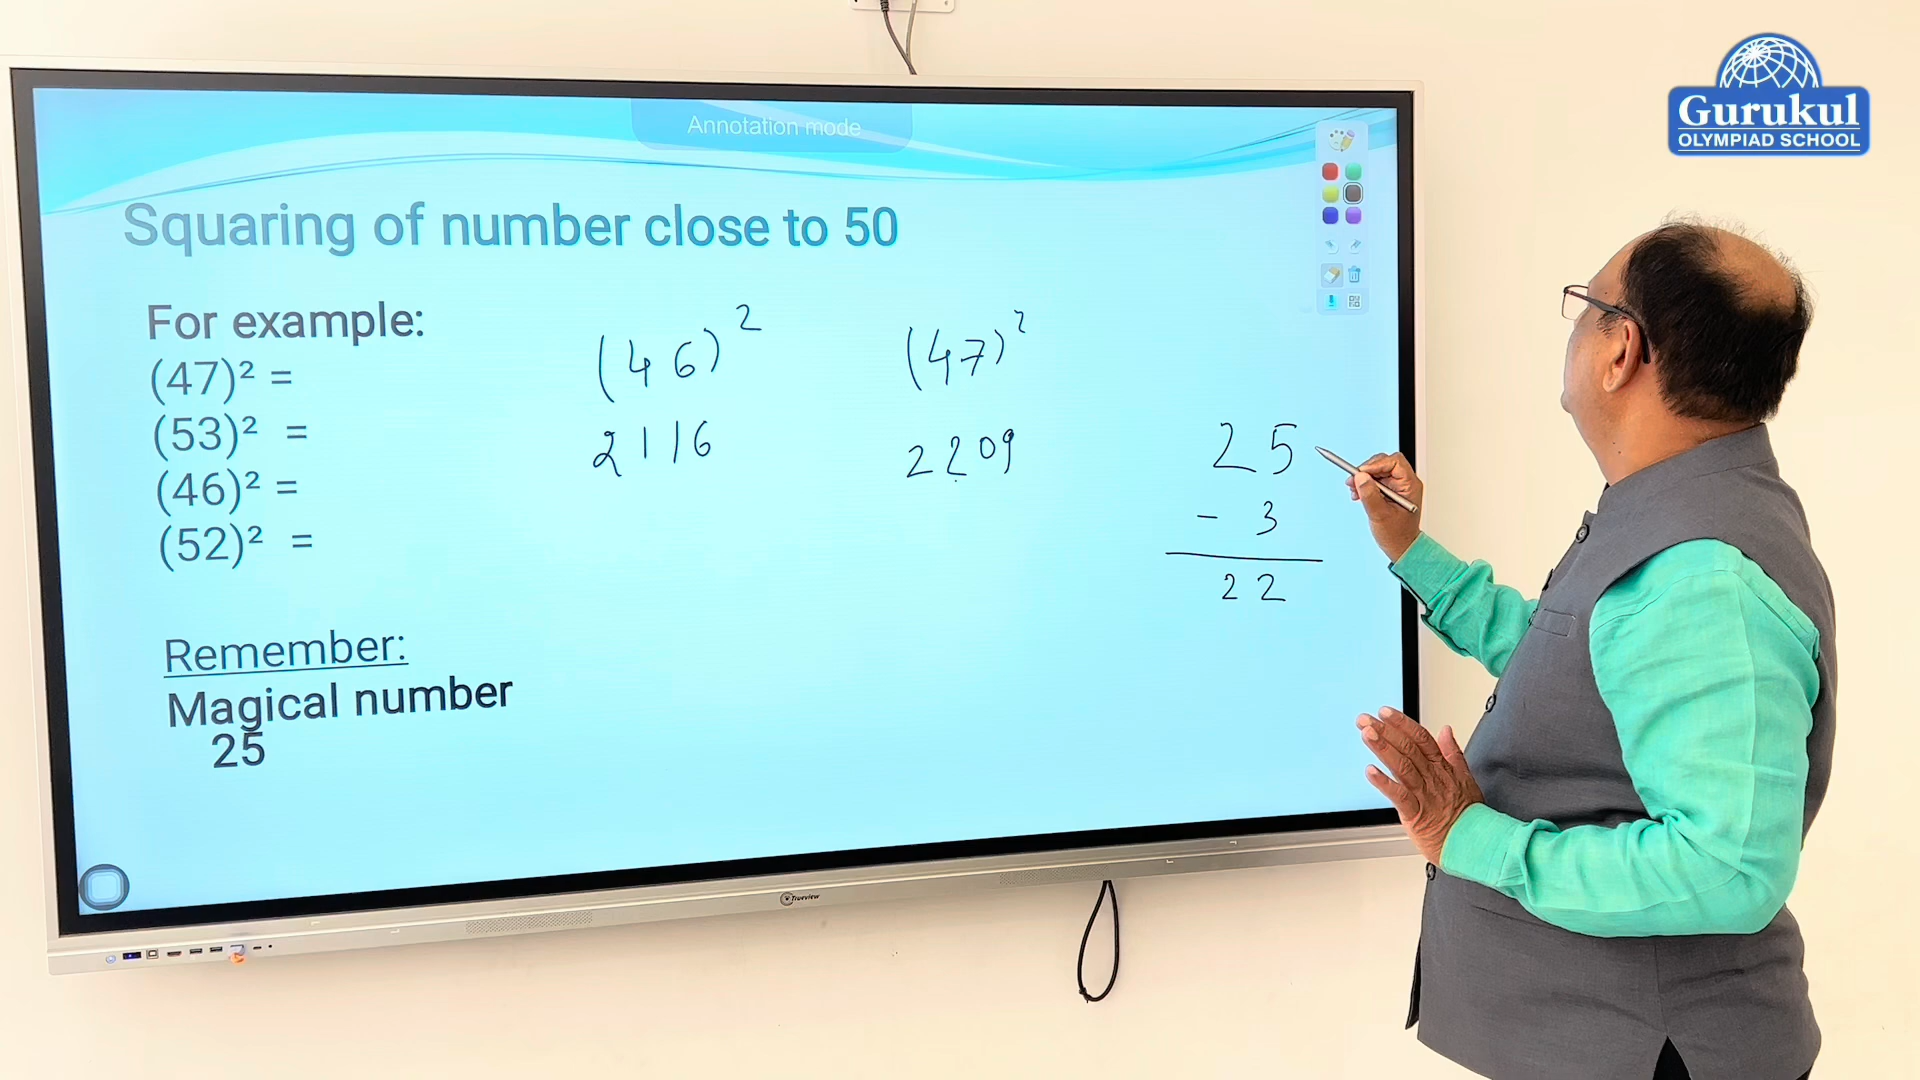 Gurukul
OLYMPIAD SCHOOL
Annotation mode
Squaring of number close to 50
For example:
(47)² =
(53)² =
(46)² =
(52)² =
Remember:
Magical number
25
(46)²
2116
(47)²
2209
25
- 3
22
Trueview